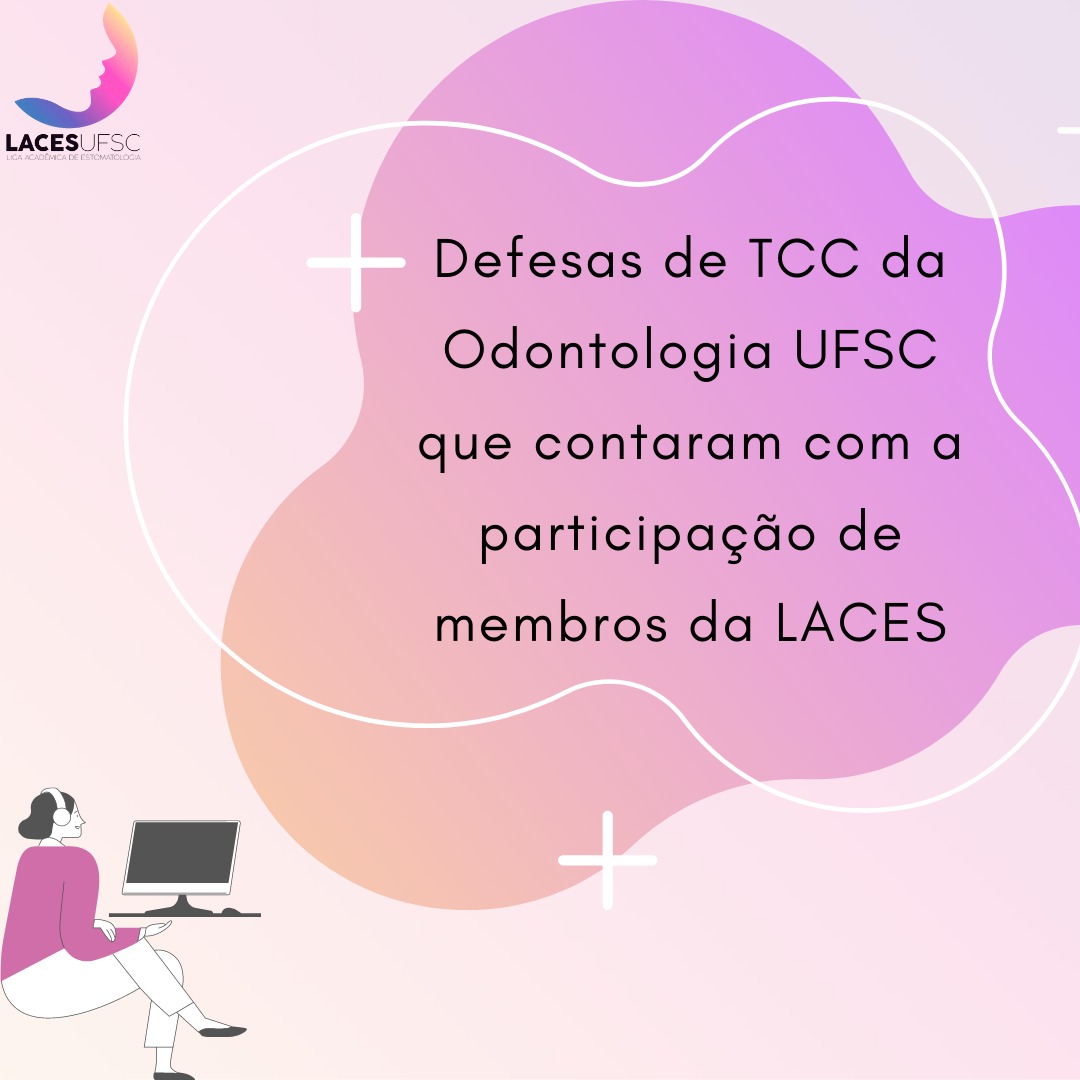 LACESUFSC
LIGA ACADÊMICA DE ESTOMATOLOGIA
Defesas de TCC da
Odontologia UFSC
que contaram com a
participação de
membros da LACES